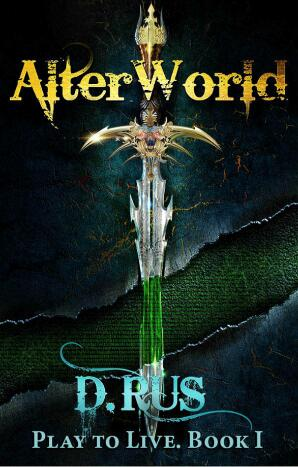 AlterWorld
D. RUS
PLAY TO LIVE. BOOK I